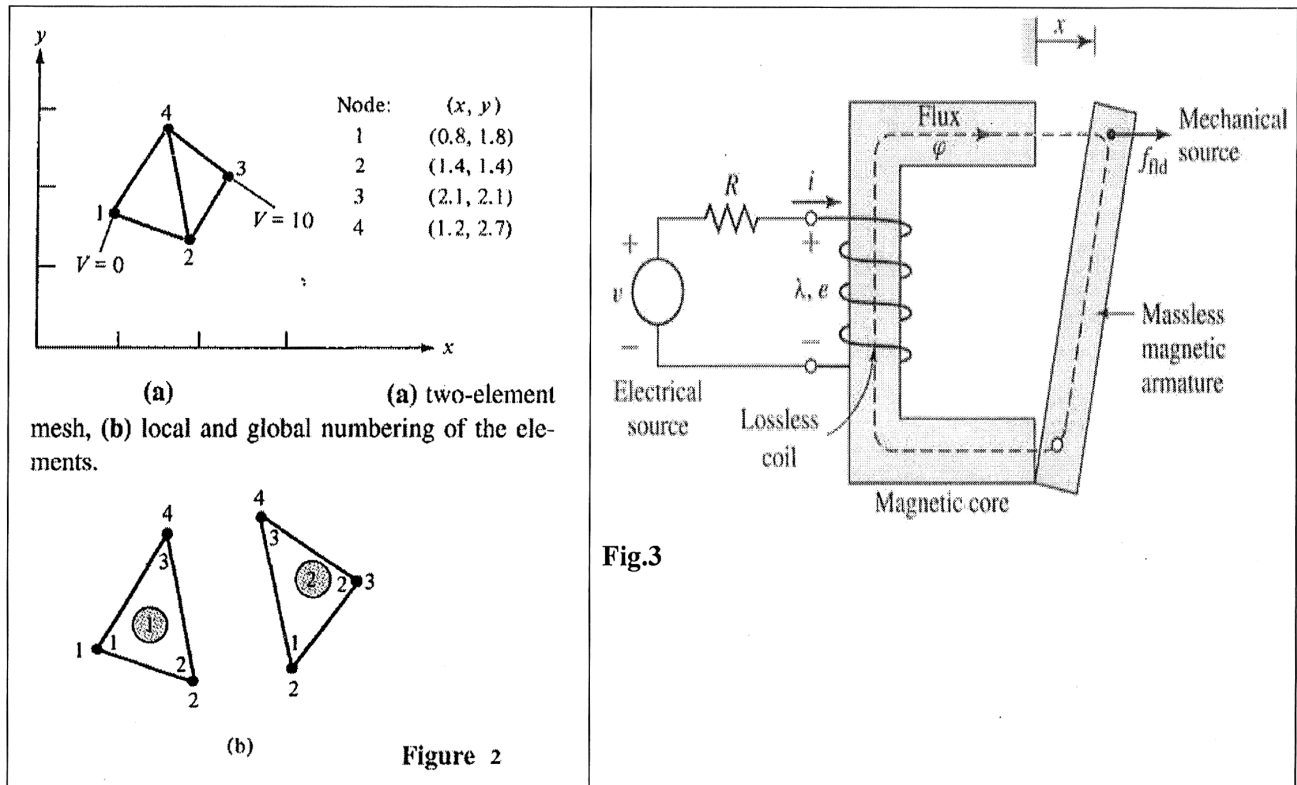 y
4
3
1
2
V = 10
V = 0
1
x
Node: (x, y)
1 (0.8, 1.8)
2 (1.4, 1.4)
3 (2.1, 2.1)
4 (1.2, 2.7)
(a) (a) two-element
mesh, (b) local and global numbering of the ele-
ments.
4
3
1
1 1
2
2
4
3
2
2 3
1
2
(b)
Figure 2
x
Flux
φ
Mechanical
source
f fld
R
i
+
+
v
λ, e
−
−
Electrical
source
Lossless
coil
Massless
magnetic
armature
Magnetic core
Fig.3